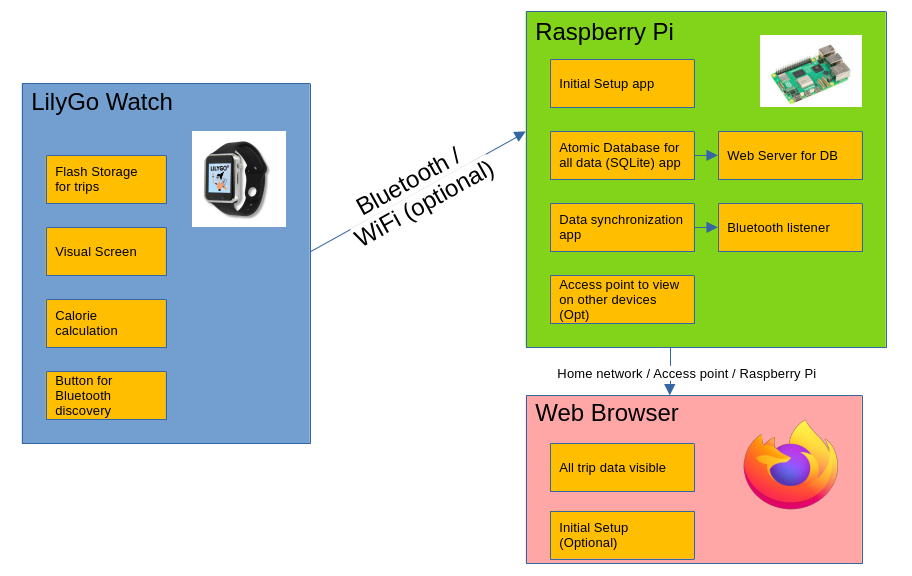 LilyGo Watch
LILYGO
Flash Storage
for trips
Visual Screen
Calorie
calculation
Button for
Bluetooth
discovery
Bluetooth /
WiFi (optional)
Raspberry Pi
Initial Setup app
Atomic Database for
all data (SQLite) app
Web Server for DB
Data synchronization
app
Bluetooth listener
Access point to view
on other devices
(Opt)
Home network / Access point / Raspberry Pi
Web Browser
All trip data visible
Initial Setup
(Optional)